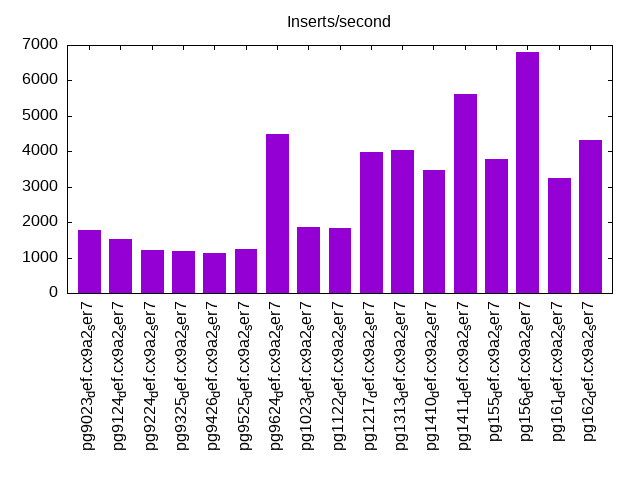 Inserts/second
7000
6000
5000
4000
3000
2000
1000
0
pg9023def.cx9a2ser7
pg9124def.cx9a2ser7
pg9224def.cx9a2ser7
pg9325def.cx9a2ser7
pg9426def.cx9a2ser7
pg9525def.cx9a2ser7
pg9624def.cx9a2ser7
pg1023def.cx9a2ser7
pg1122def.cx9a2ser7
pg1217def.cx9a2ser7
pg1313def.cx9a2ser7
pg1410def.cx9a2ser7
pg1411def.cx9a2ser7
pg155def.cx9a2ser7
pg156def.cx9a2ser7
pg161def.cx9a2ser7
pg162def.cx9a2ser7